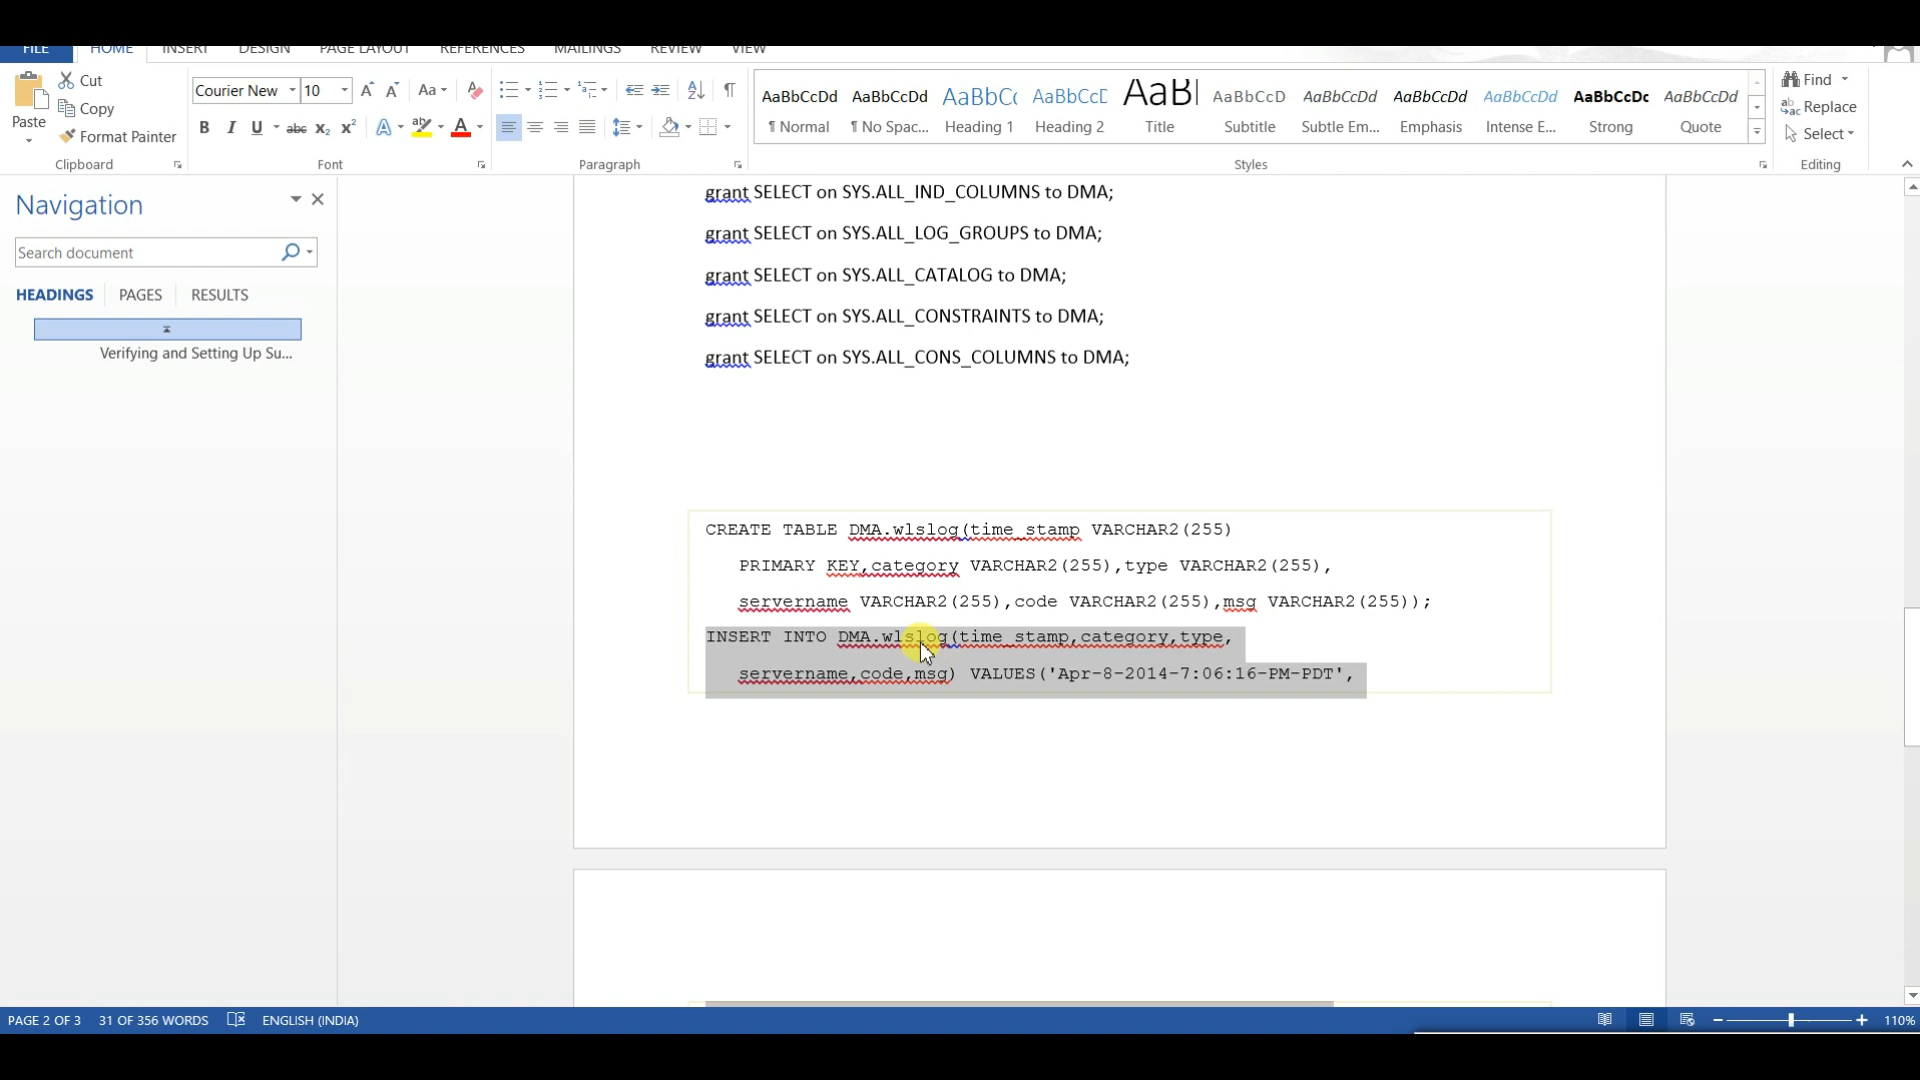 FILE HOME INSERT DESIGN PAGE LAYOUT REFERENCES MAILINGS REVIEW VIEW
Paste
Cut
Copy
Format Painter
Clipboard
Courier New 10
Aa
B I U abc X₂ X² A A
Font
Paragraph
AaBbCcDd AaBbCcDd AaBbC( AaBbCcC AaB AaBbCcD AaBbCcDd AaBbCcDd AaBbCcDd AaBbCcDc AaBbCcDd
¶ Normal ¶ No Spac... Heading 1 Heading 2 Title Subtitle Subtle Em... Emphasis Intense E... Strong Quote
Styles
Find
Replace
Select
Editing
Navigation
Search document
HEADINGS PAGES RESULTS
Verifying and Setting Up Su...
grant SELECT on SYS.ALL_IND_COLUMNS to DMA;
grant SELECT on SYS.ALL_LOG_GROUPS to DMA;
grant SELECT on SYS.ALL_CATALOG to DMA;
grant SELECT on SYS.ALL_CONSTRAINTS to DMA;
grant SELECT on SYS.ALL_CONS_COLUMNS to DMA;
CREATE TABLE DMA.wlslog(time_stamp VARCHAR2(255)
PRIMARY KEY,category VARCHAR2(255),type VARCHAR2(255),
servername VARCHAR2(255),code VARCHAR2(255),msg VARCHAR2(255));
INSERT INTO DMA.wlslog(time_stamp,category,type,
servername,code,msg) VALUES('Apr-8-2014-7:06:16-PM-PDT',
PAGE 2 OF 3 31 OF 356 WORDS ENGLISH (INDIA) 110%